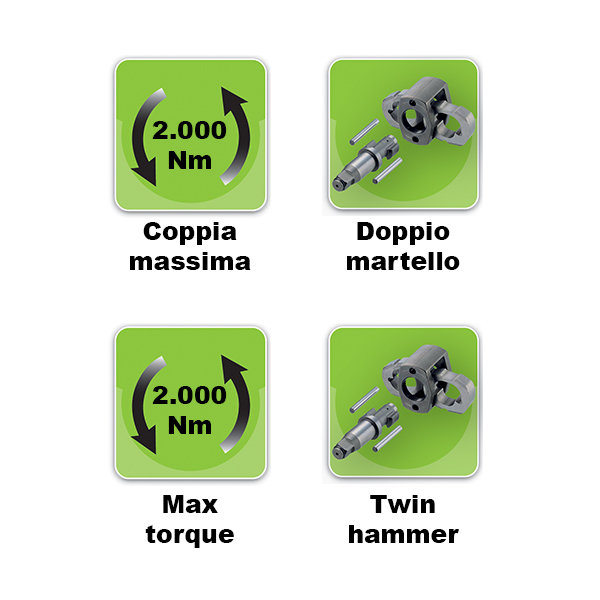 2.000
Nm
Coppia
massima
Doppio
martello
2.000
Nm
Max
torque
Twin
hammer